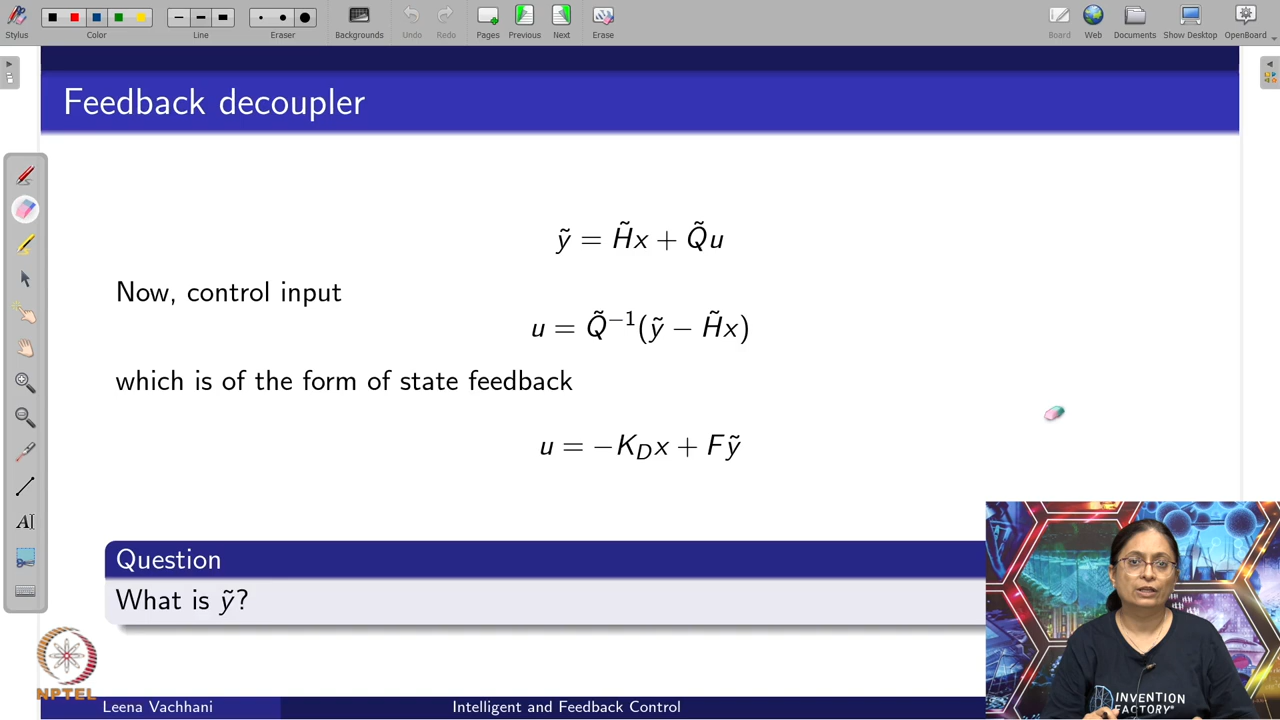 Stylus Color Line Eraser Backgrounds Undo Redo Pages Previous Next Erase Board Web Documents Show Desktop OpenBoard
Feedback decoupler
ỹ = H̃x + Q̃u
Now, control input
u = Q̃⁻¹(ỹ − H̃x)
which is of the form of state feedback
u = −K_D x + Fỹ
Question
What is ỹ?
AI
INVENTION
FACTORY
NPTEL
Leena Vachhani Intelligent and Feedback Control